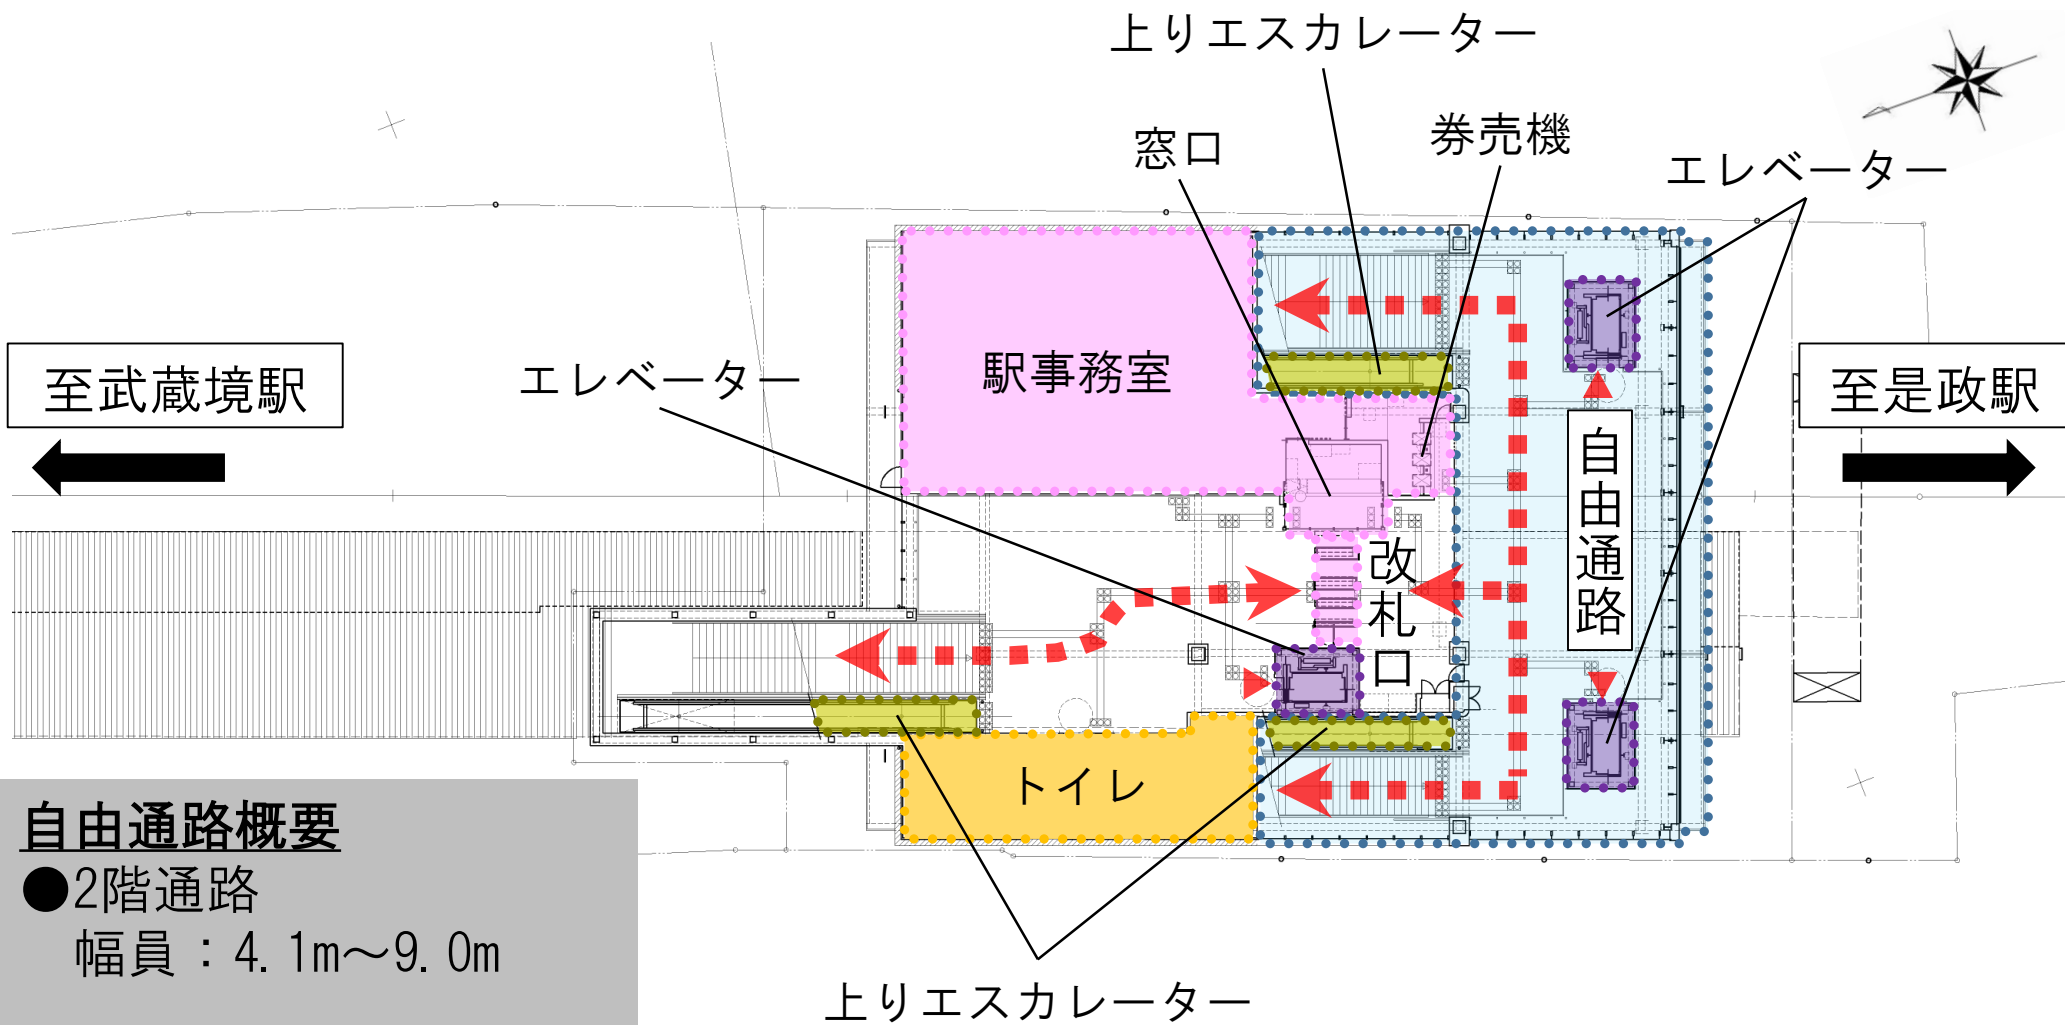 上りエスカレーター
窓口
券売機
エレベーター
至武蔵境駅
エレベーター
駅事務室
至是政駅
自由通路
改札口
トイレ
自由通路概要
●2階通路
幅員：4.1m～9.0m
上りエスカレーター